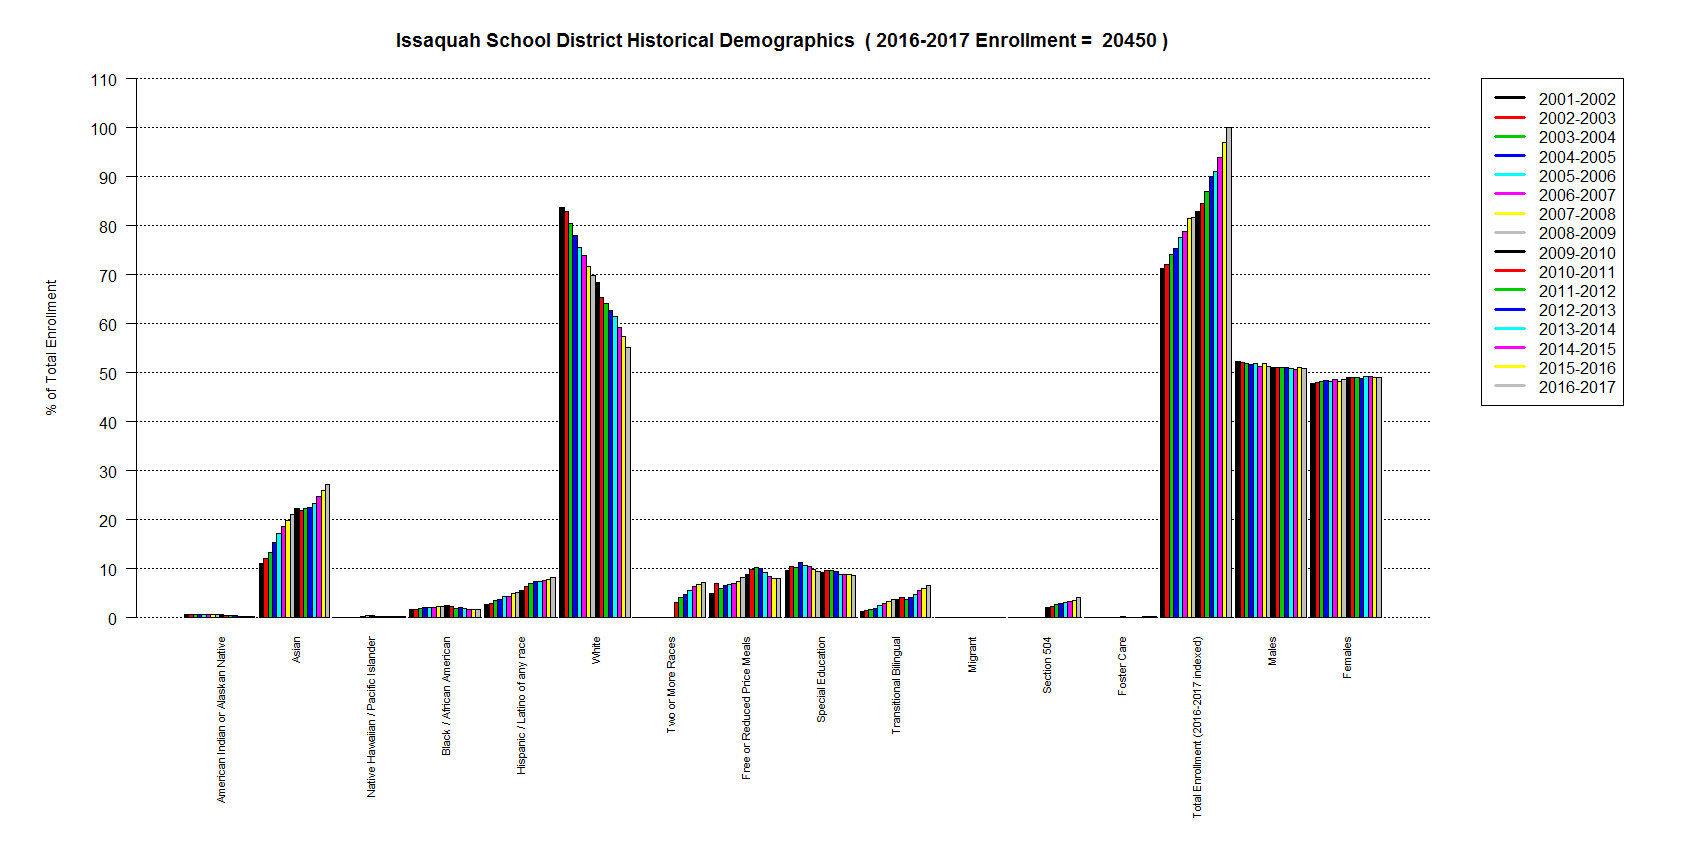 Issaquah School District Historical Demographics ( 2016-2017 Enrollment = 20450 )
% of Total Enrollment
110
100
90
80
70
60
50
40
30
20
10
0
American Indian or Alaskan Native
Asian
Native Hawaiian / Pacific Islander
Black / African American
Hispanic / Latino of any race
White
Two or More Races
Free or Reduced Price Meals
Special Education
Transitional Bilingual
Migrant
Section 504
Foster Care
Total Enrollment (2016-2017 indexed)
Males
Females
2001-2002
2002-2003
2003-2004
2004-2005
2005-2006
2006-2007
2007-2008
2008-2009
2009-2010
2010-2011
2011-2012
2012-2013
2013-2014
2014-2015
2015-2016
2016-2017